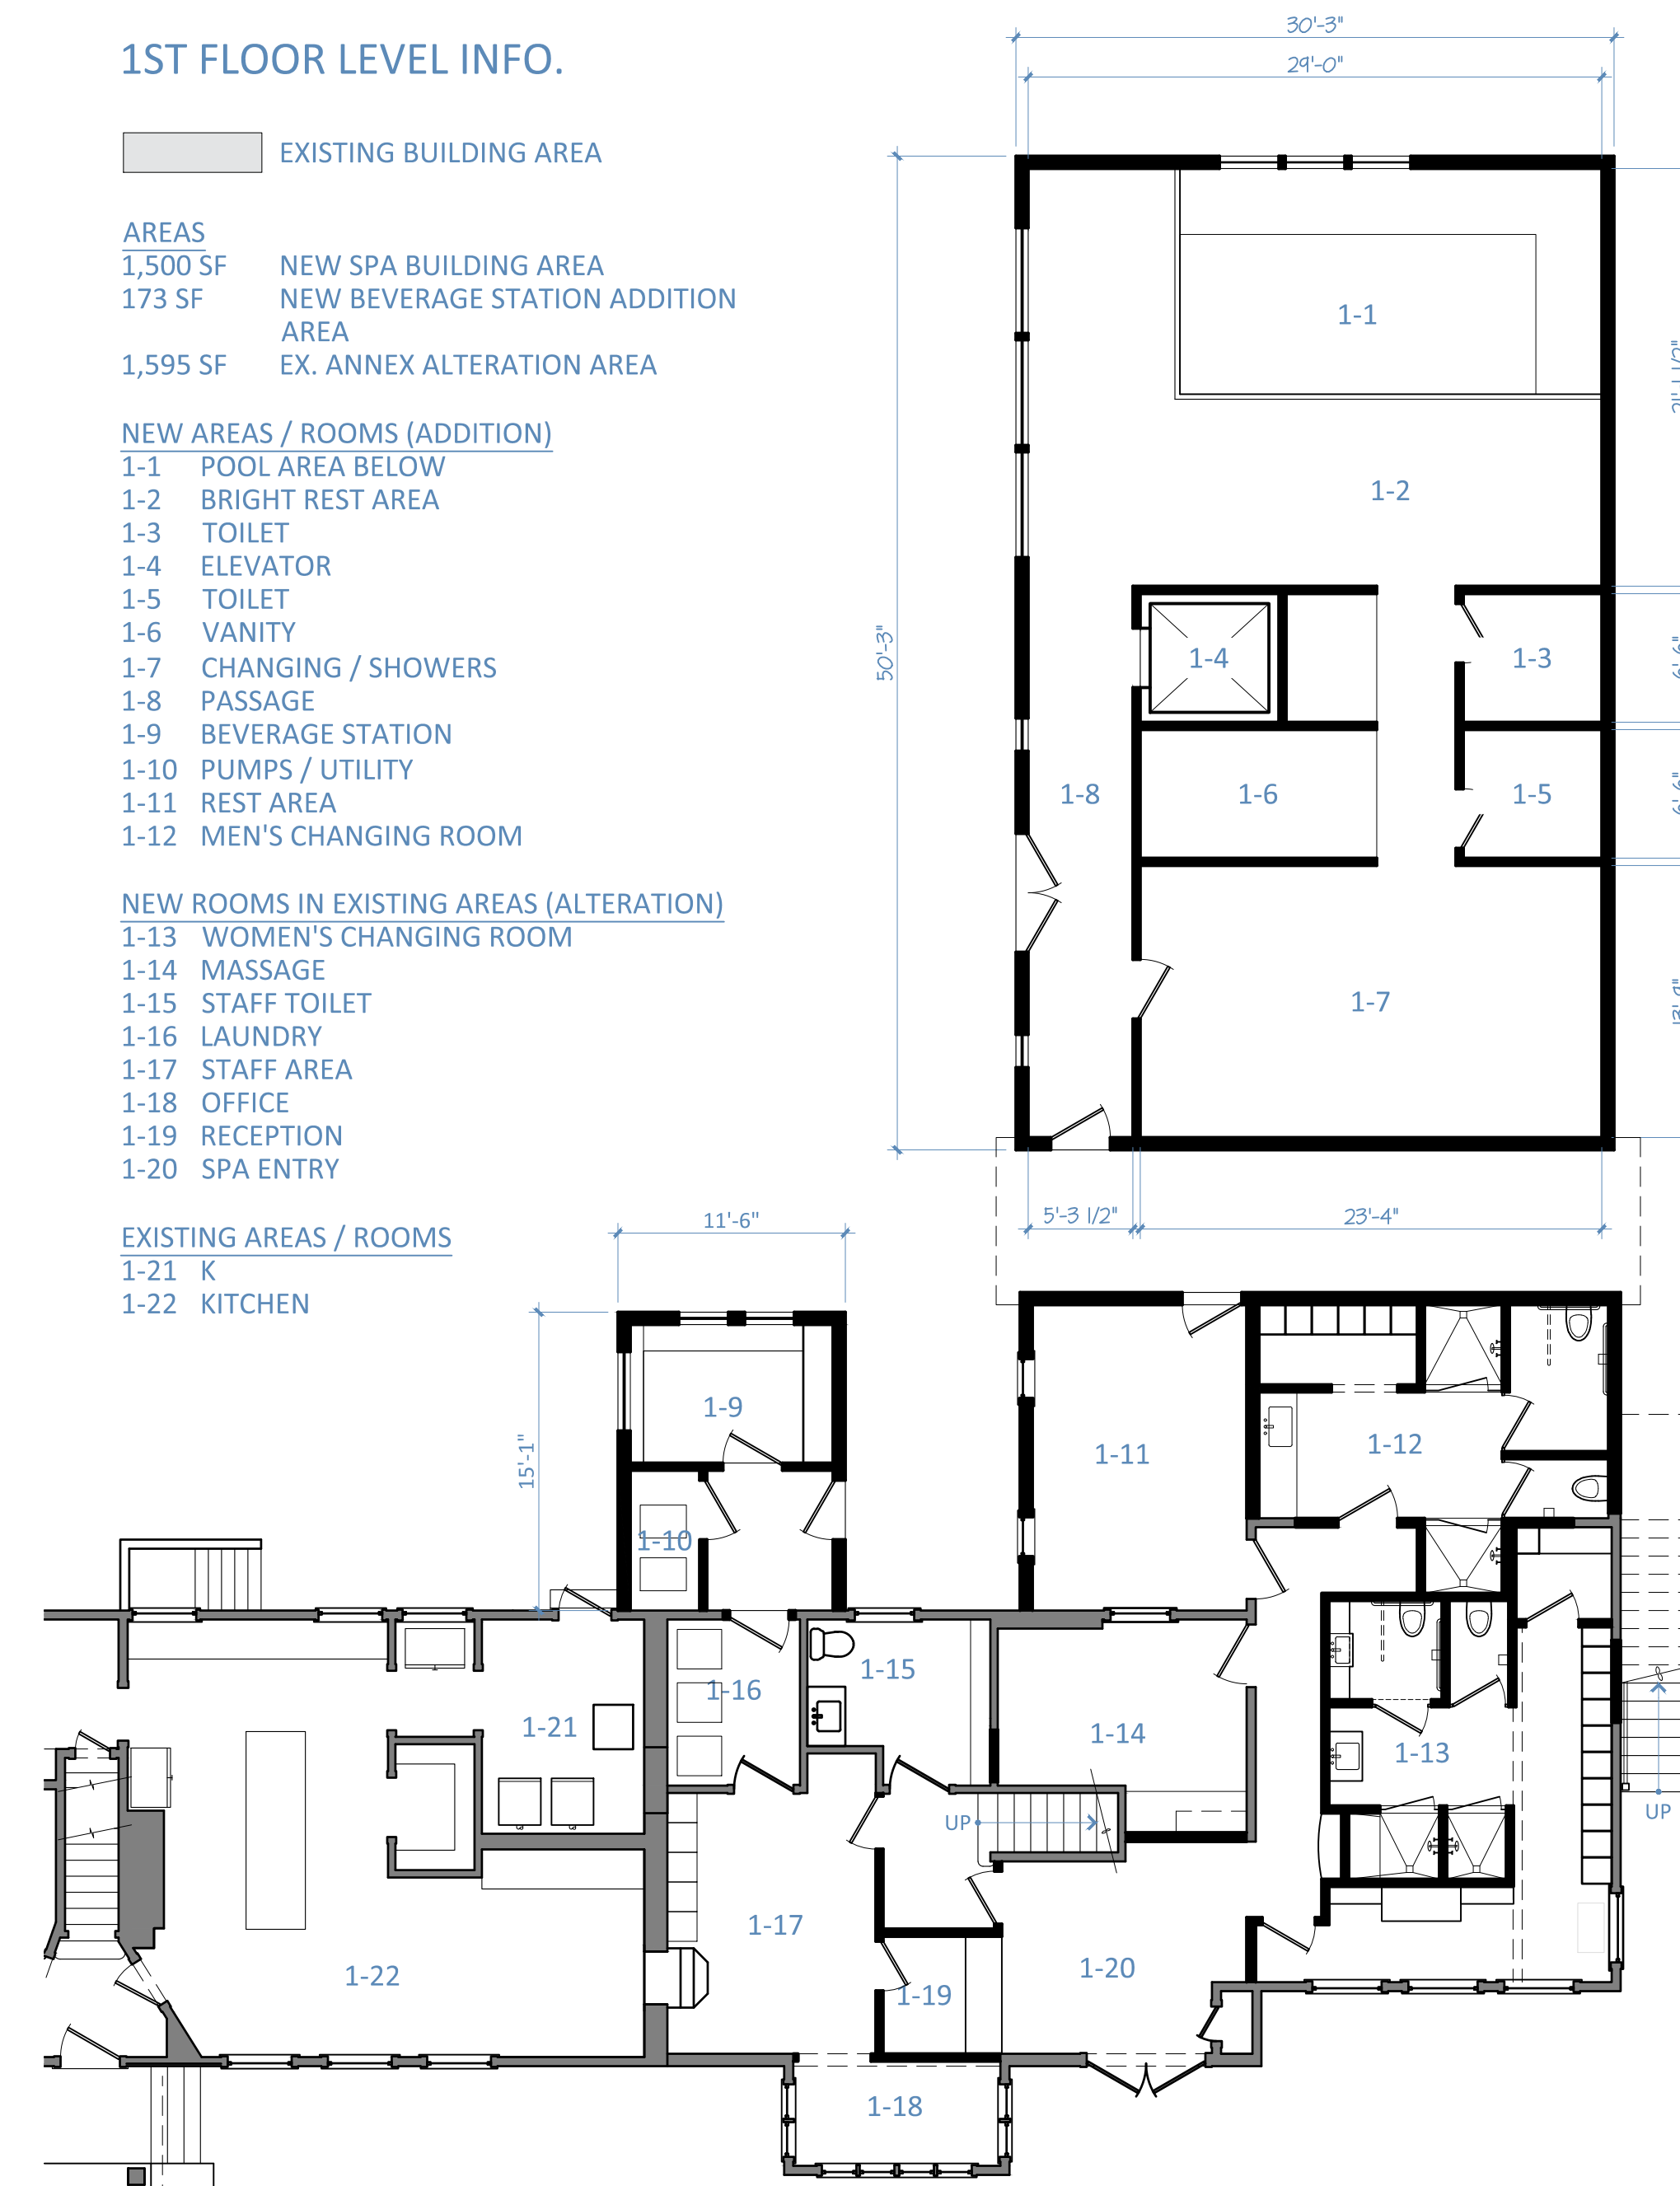 1ST FLOOR LEVEL INFO.
EXISTING BUILDING AREA
AREAS
1,500 SF NEW SPA BUILDING AREA
173 SF NEW BEVERAGE STATION ADDITION
AREA
1,595 SF EX. ANNEX ALTERATION AREA
NEW AREAS / ROOMS (ADDITION)
1-1 POOL AREA BELOW
1-2 BRIGHT REST AREA
1-3 TOILET
1-4 ELEVATOR
1-5 TOILET
1-6 VANITY
1-7 CHANGING / SHOWERS
1-8 PASSAGE
1-9 BEVERAGE STATION
1-10 PUMPS / UTILITY
1-11 REST AREA
1-12 MEN'S CHANGING ROOM
NEW ROOMS IN EXISTING AREAS (ALTERATION)
1-13 WOMEN'S CHANGING ROOM
1-14 MASSAGE
1-15 STAFF TOILET
1-16 LAUNDRY
1-17 STAFF AREA
1-18 OFFICE
1-19 RECEPTION
1-20 SPA ENTRY
EXISTING AREAS / ROOMS
1-21 K
1-22 KITCHEN
30'-3"
29'-0"
1-1
1-2
50'-3"
1-4
1-3
1-8
1-6
1-5
1-7
5'-3 1/2"
23'-4"
11'-6"
15'-1"
1-9
1-10
1-11
1-12
1-15
1-16
1-21
1-14
1-13
UP
UP
1-17
1-22
1-19
1-20
1-18